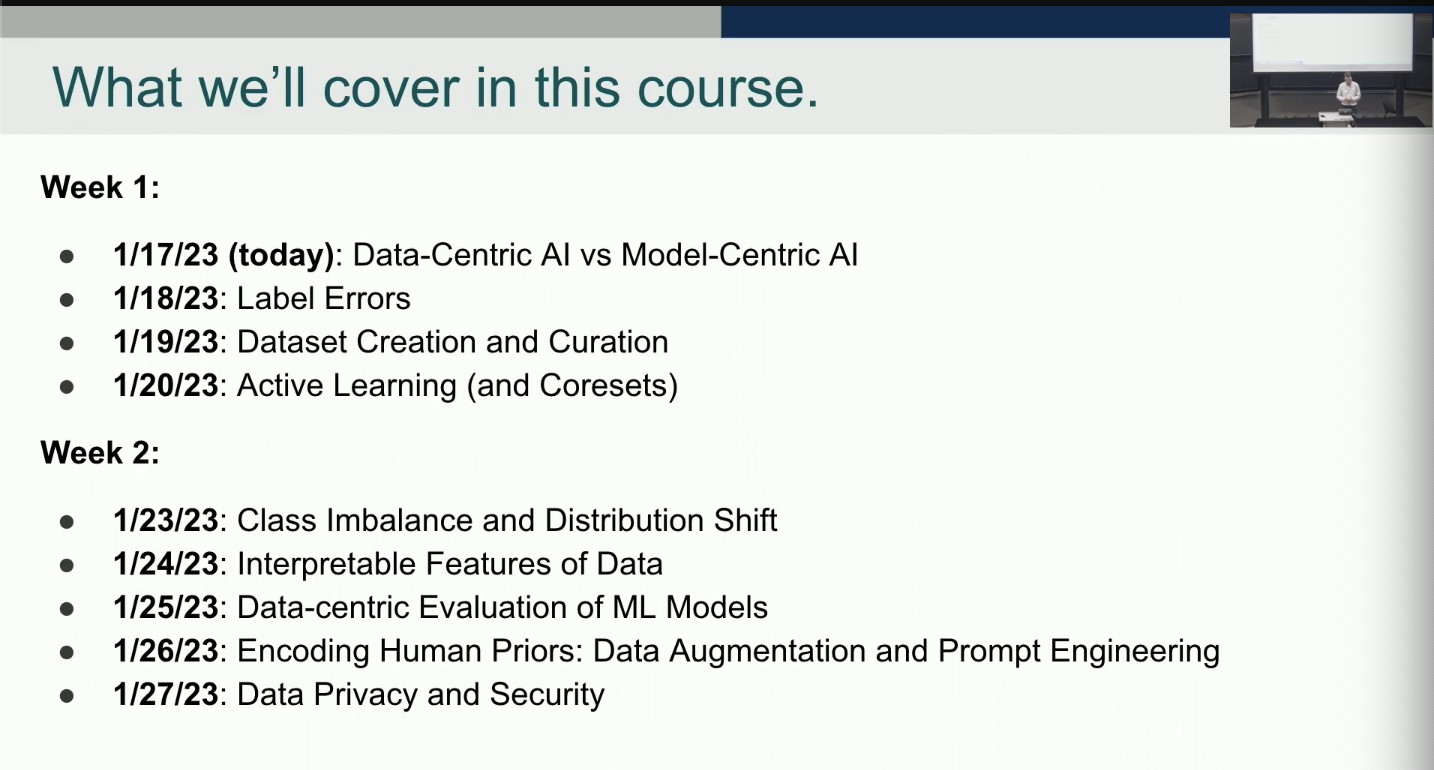 What we'll cover in this course.
Week 1:
● 1/17/23 (today): Data-Centric AI vs Model-Centric AI
● 1/18/23: Label Errors
● 1/19/23: Dataset Creation and Curation
● 1/20/23: Active Learning (and Coresets)
Week 2:
● 1/23/23: Class Imbalance and Distribution Shift
● 1/24/23: Interpretable Features of Data
● 1/25/23: Data-centric Evaluation of ML Models
● 1/26/23: Encoding Human Priors: Data Augmentation and Prompt Engineering
● 1/27/23: Data Privacy and Security